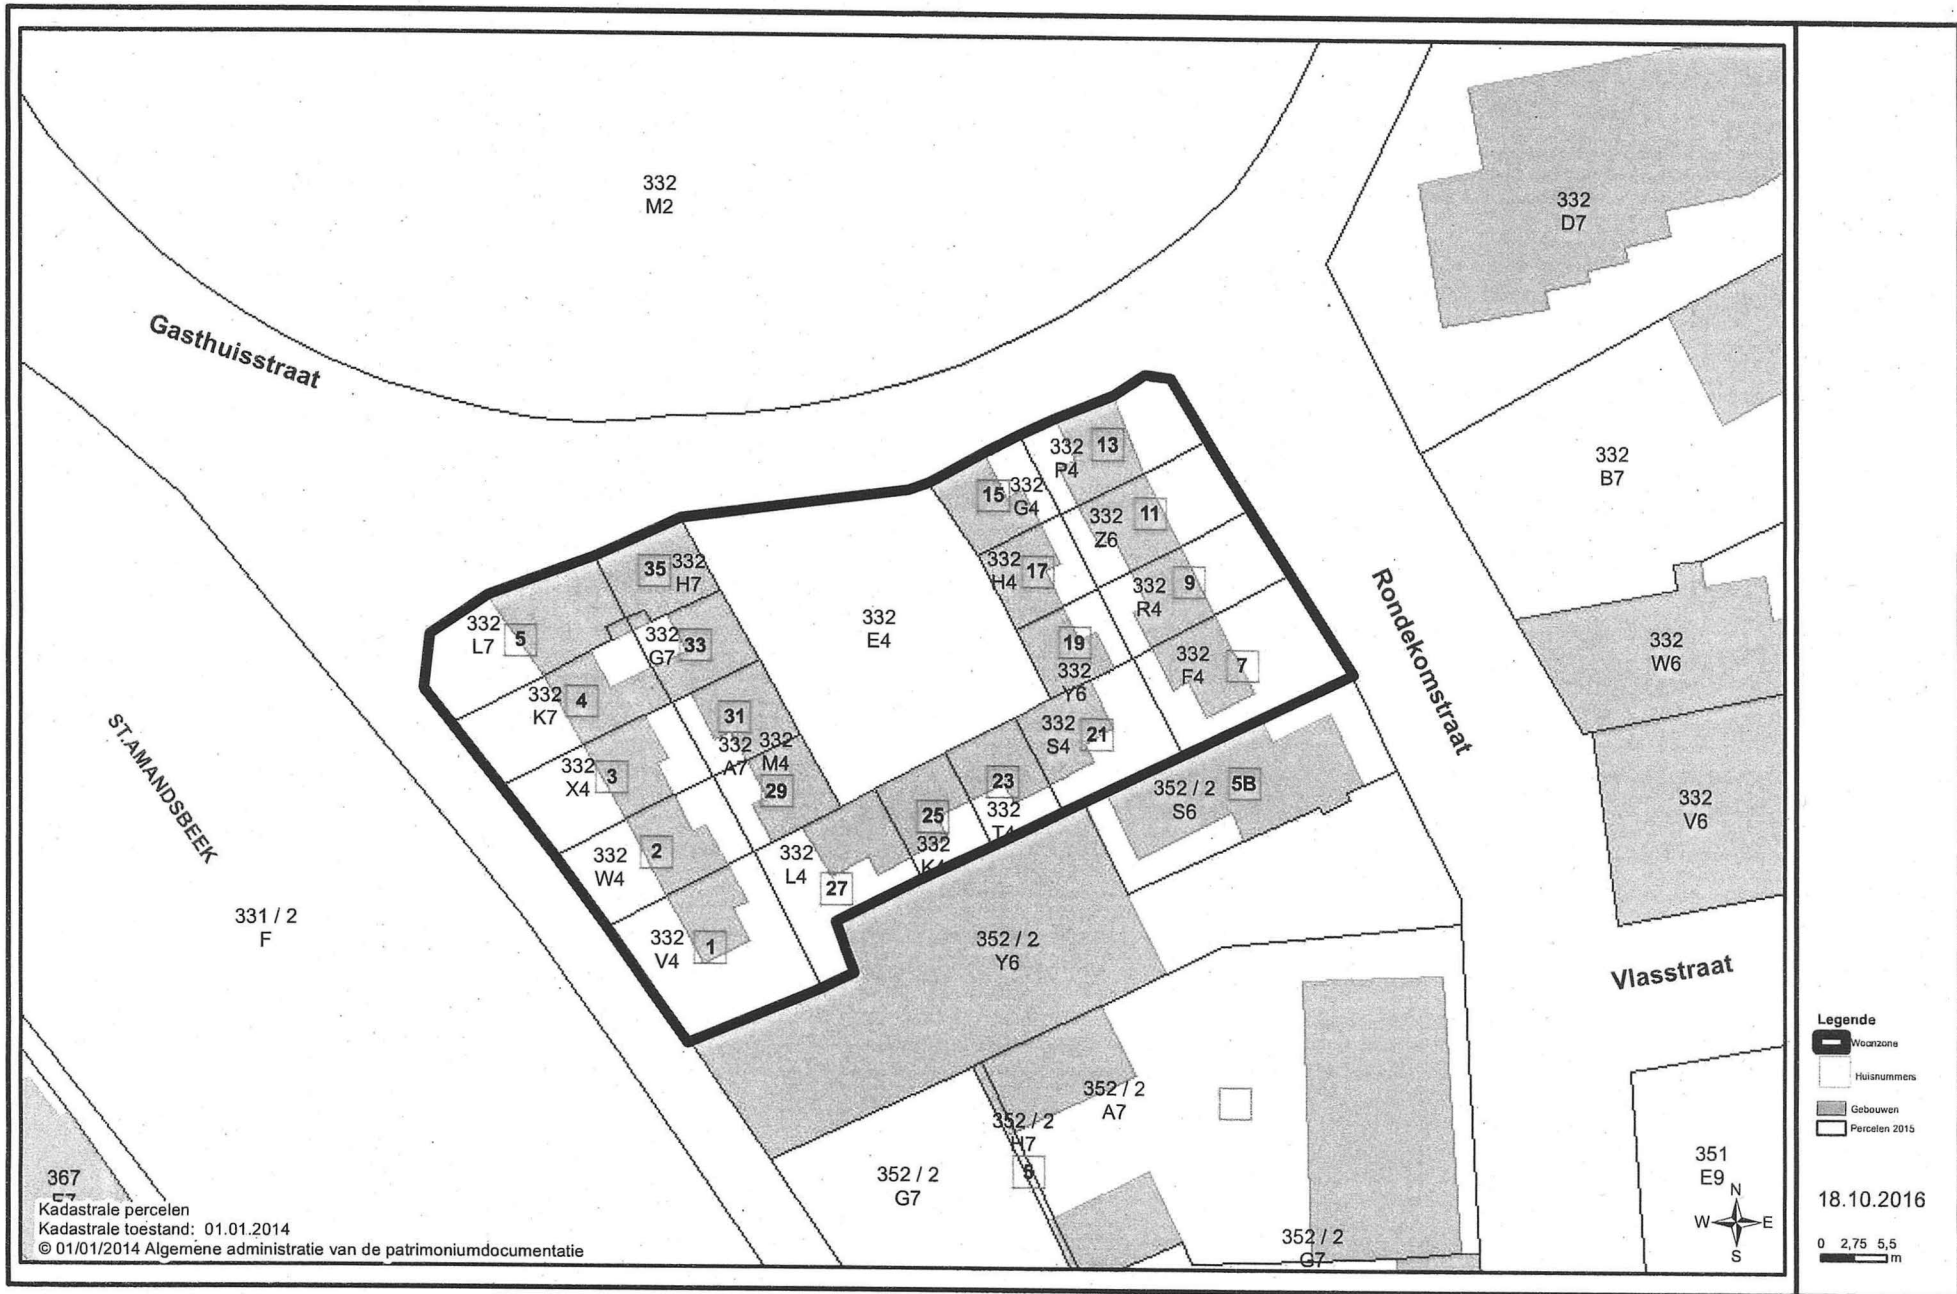 332
M2
332
D7
Gasthuisstraat
332
B7
332
P4
13
15
332
G4
332
Z6
11
332
H4
17
332
R4
9
35
332
H7
332
L7
5
332
G7
33
332
E4
19
332
Y6
332
F4
7
Rondekomstraat
332
W6
332
K7
4
31
332
A7
332
M4
332
S4
21
ST.AMANDSBEEK
332
X4
3
29
23
332
T4
352 / 2
S6
5B
332
V6
25
332
K4
332
W4
2
332
L4
27
331 / 2
F
332
V4
1
352 / 2
Y6
Vlasstraat
352 / 2
A7
352 / 2
H7
5
352 / 2
G7
352 / 2
G7
351
E9
367
E7
Kadastrale percelen
Kadastrale toestand: 01.01.2014
© 01/01/2014 Algemene administratie van de patrimoniumdocumentatie
Legende
Woonzone
Huisnummers
Gebouwen
Percelen 2015
18.10.2016
N
W E
S
0 2,75 5,5
m